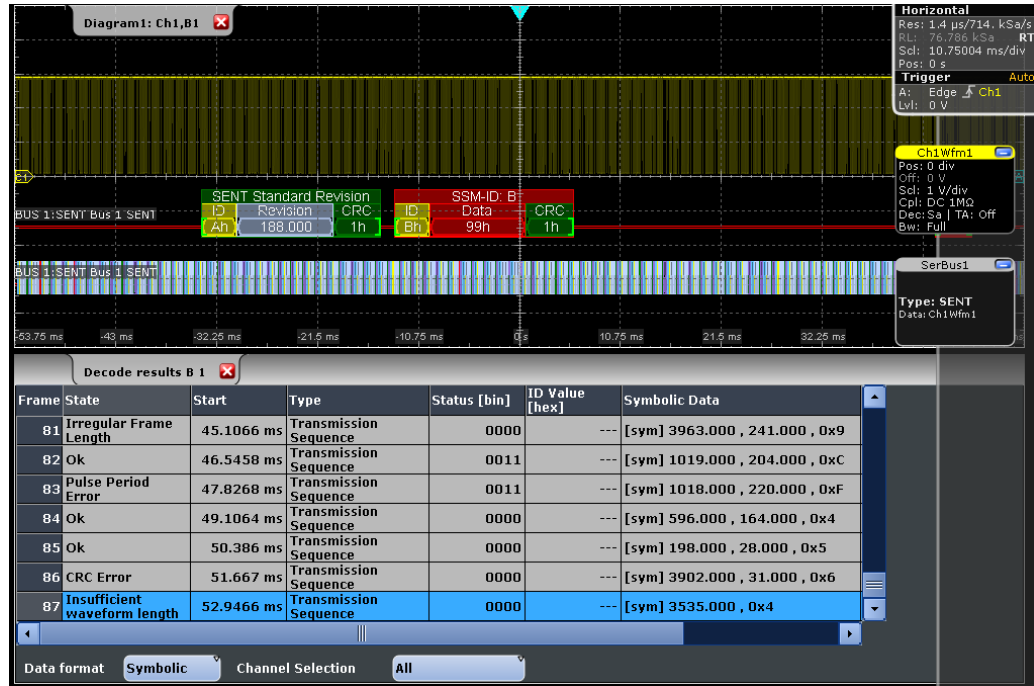 Diagram1: Ch1,B1
Horizontal
Res: 1.4 µs/714. kSa/s
RL: 76.786 kSa RT
Scl: 10.75004 ms/div
Pos: 0 s
Trigger Auto
A: Edge Ch1
Lvl: 0 V
C1
Ch1Wfm1
Pos: 0 div
Off: 0 V
Scl: 1 V/div
Cpl: DC 1MΩ
Dec: Sa | TA: Off
Bw: Full
SENT Standard Revision
ID Revision CRC
Ah 188.000 1h
SSM-ID: B
ID Data CRC
Bh 99h 1h
BUS 1:SENT Bus 1 SENT
BUS 1:SENT Bus 1 SENT
SerBus1
Type: SENT
Data: Ch1Wfm1
-53.75 ms -43 ms -32.25 ms -21.5 ms -10.75 ms 0 s 10.75 ms 21.5 ms 32.25 ms
Decode results B 1
Frame State Start Type Status [bin] ID Value [hex] Symbolic Data
81 Irregular Frame Length 45.1066 ms Transmission Sequence 0000 --- [sym] 3963.000 , 241.000 , 0x9
82 Ok 46.5458 ms Transmission Sequence 0011 --- [sym] 1019.000 , 204.000 , 0xC
83 Pulse Period Error 47.8268 ms Transmission Sequence 0011 --- [sym] 1018.000 , 220.000 , 0xF
84 Ok 49.1064 ms Transmission Sequence 0000 --- [sym] 596.000 , 164.000 , 0x4
85 Ok 50.386 ms Transmission Sequence 0000 --- [sym] 198.000 , 28.000 , 0x5
86 CRC Error 51.667 ms Transmission Sequence 0000 --- [sym] 3902.000 , 31.000 , 0x6
87 Insufficient waveform length 52.9466 ms Transmission Sequence 0000 --- [sym] 3535.000 , 0x4
Data format Symbolic Channel Selection All